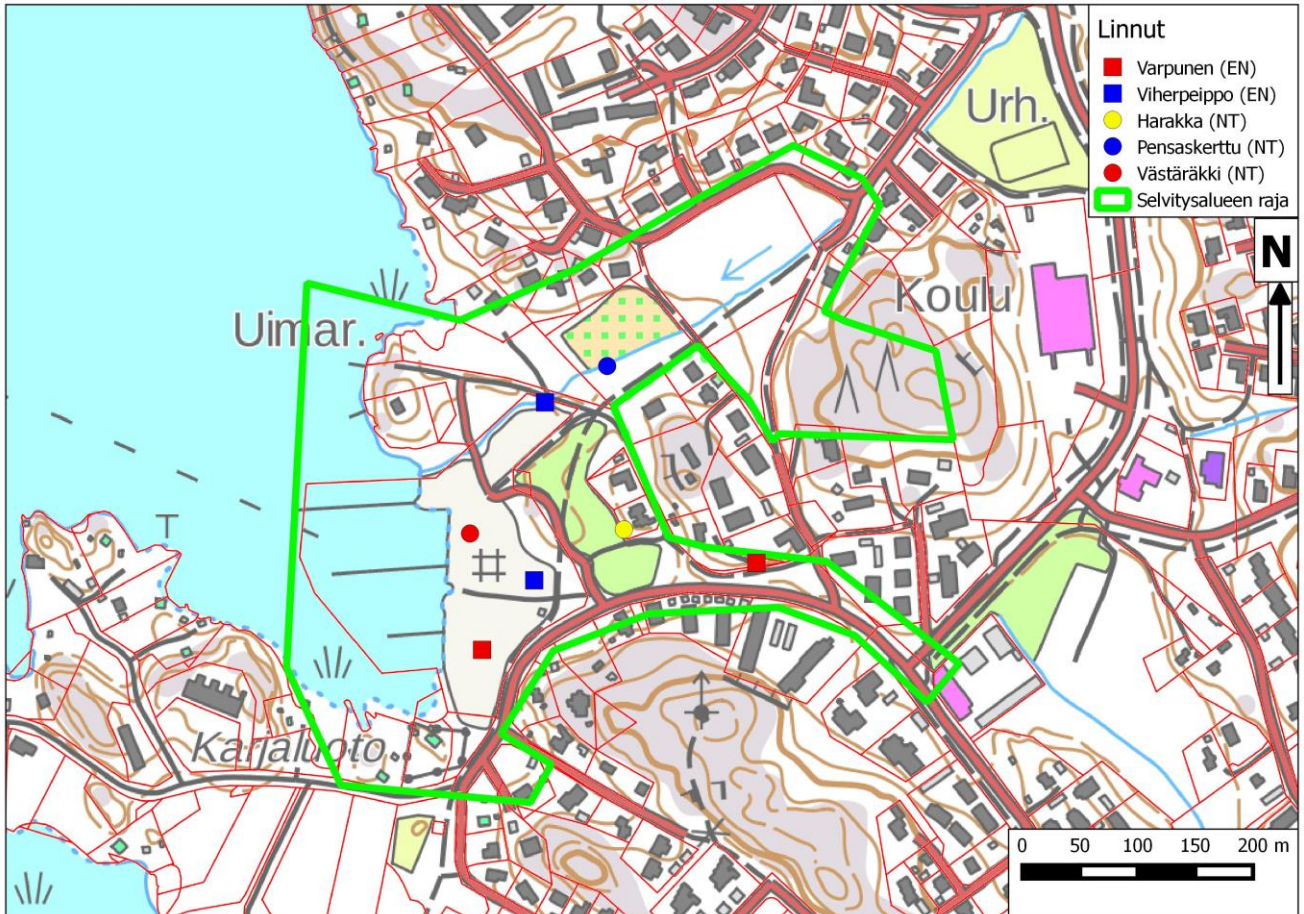 Linnut
Varpunen (EN)
Viherpeippo (EN)
Harakka (NT)
Pensaskerttu (NT)
Västäräkki (NT)
Selvitysalueen raja
N
Urh.
Koulu
Uimar.
Karjaluoto
0 50 100 150 200 m